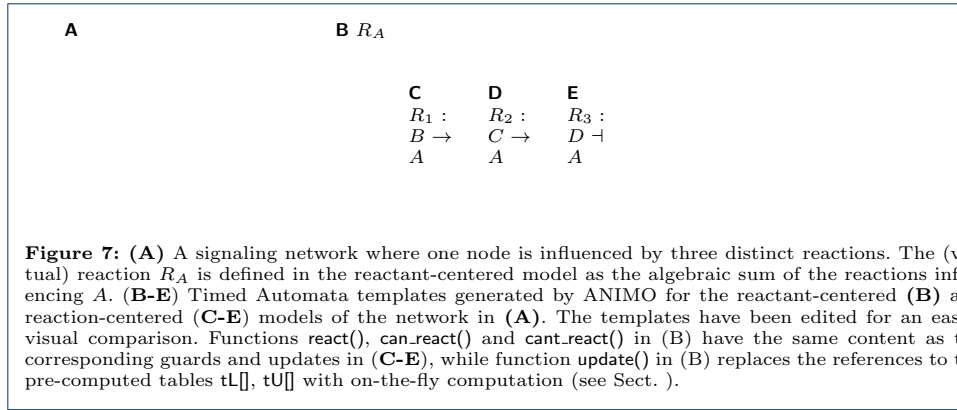 A B R_A
C D E
R_1 : R_2 : R_3 :
B → C → D ⊣
A A A
Figure 7: (A) A signaling network where one node is influenced by three distinct reactions. The (v
tual) reaction R_A is defined in the reactant-centered model as the algebraic sum of the reactions infl
encing A. (B-E) Timed Automata templates generated by ANIMO for the reactant-centered (B) a
reaction-centered (C-E) models of the network in (A). The templates have been edited for an eas
visual comparison. Functions react(), can_react() and cant_react() in (B) have the same content as t
corresponding guards and updates in (C-E), while function update() in (B) replaces the references to t
pre-computed tables tL[], tU[] with on-the-fly computation (see Sect. ).